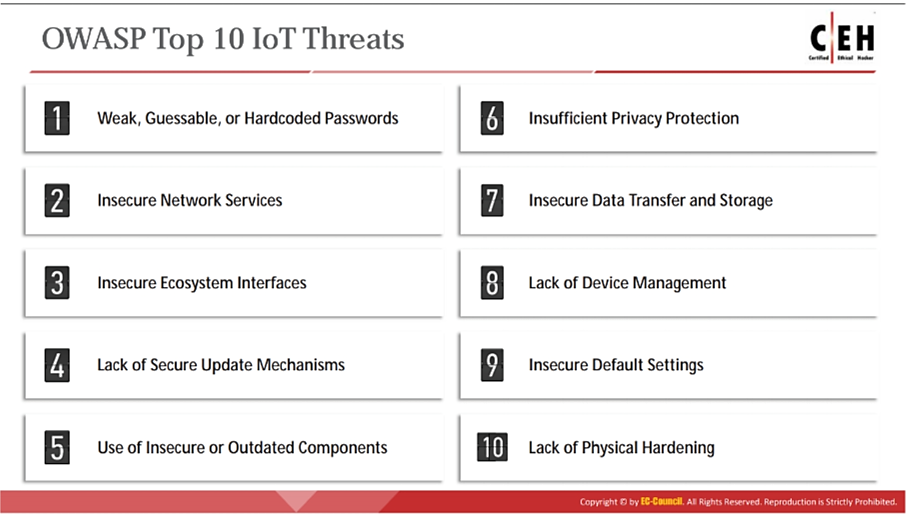 OWASP Top 10 IoT Threats
CEH
Certified Ethical Hacker
1 Weak, Guessable, or Hardcoded Passwords
2 Insecure Network Services
3 Insecure Ecosystem Interfaces
4 Lack of Secure Update Mechanisms
5 Use of Insecure or Outdated Components
6 Insufficient Privacy Protection
7 Insecure Data Transfer and Storage
8 Lack of Device Management
9 Insecure Default Settings
10 Lack of Physical Hardening
Copyright © by EC-Council. All Rights Reserved. Reproduction is Strictly Prohibited.